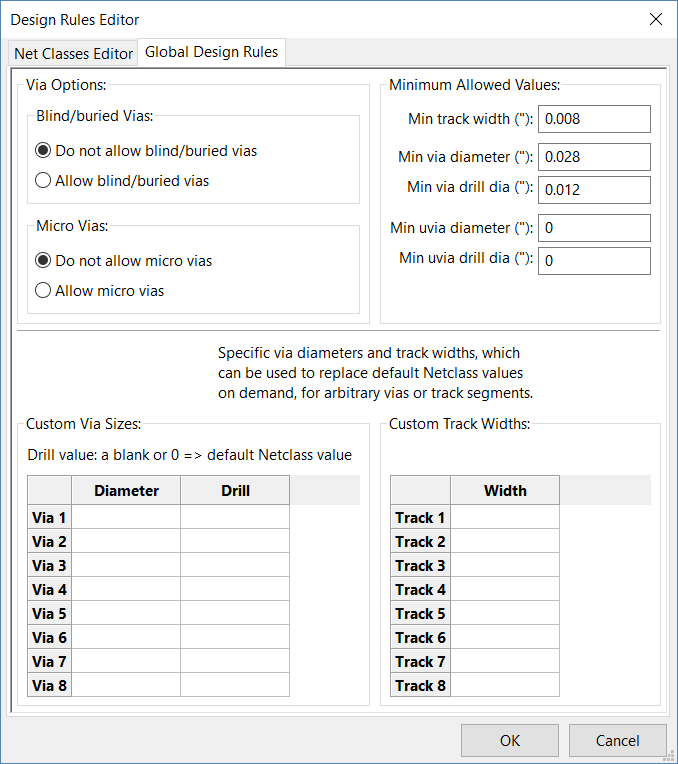 Design Rules Editor
Net Classes Editor
Global Design Rules
Via Options:
Blind/buried Vias:
Do not allow blind/buried vias
Allow blind/buried vias
Micro Vias:
Do not allow micro vias
Allow micro vias
Minimum Allowed Values:
Min track width ("): 0.008
Min via diameter ("): 0.028
Min via drill dia ("): 0.012
Min uvia diameter ("): 0
Min uvia drill dia ("): 0
Specific via diameters and track widths, which
can be used to replace default Netclass values
on demand, for arbitrary vias or track segments.
Custom Via Sizes:
Drill value: a blank or 0 => default Netclass value
Diameter Drill
Via 1
Via 2
Via 3
Via 4
Via 5
Via 6
Via 7
Via 8
Custom Track Widths:
Width
Track 1
Track 2
Track 3
Track 4
Track 5
Track 6
Track 7
Track 8
OK
Cancel